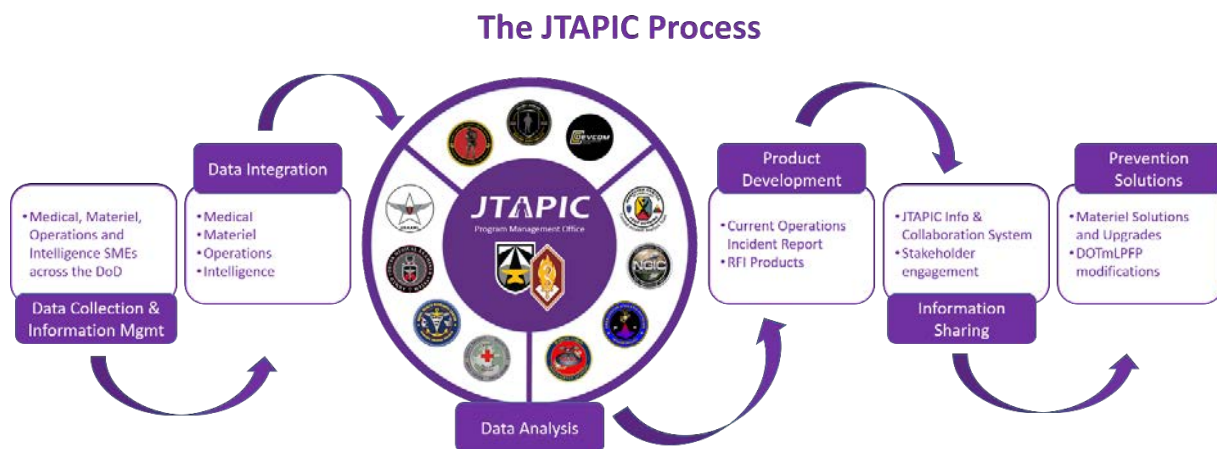 The JTAPIC Process
• Medical, Materiel,
Operations and
Intelligence SMEs
across the DoD
Data Collection &
Information Mgmt
Data Integration
• Medical
• Materiel
• Operations
• Intelligence
DEVCOM
NGIC
JTAPIC
Program Management Office
Data Analysis
Product
Development
• Current Operations
Incident Report
• RFI Products
• JTAPIC Info &
Collaboration System
• Stakeholder
engagement
Information
Sharing
Prevention
Solutions
• Materiel Solutions
and Upgrades
• DOTmLPFP
modifications